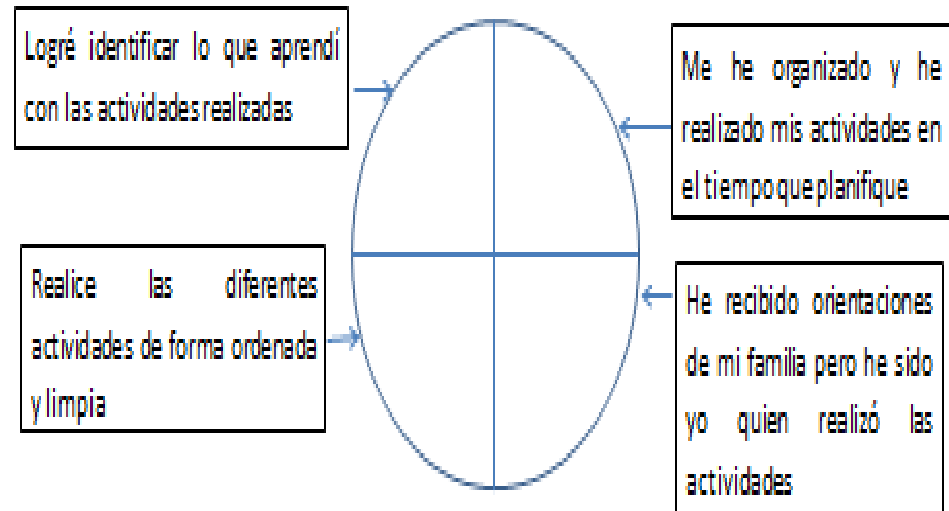 Logré identificar lo que aprendí
con las actividades realizadas
Me he organizado y he
realizado mis actividades en
el tiempo que planifique
Realice las diferentes
actividades de forma ordenada
y limpia
He recibido orientaciones
de mi familia pero he sido
yo quien realizó las
actividades